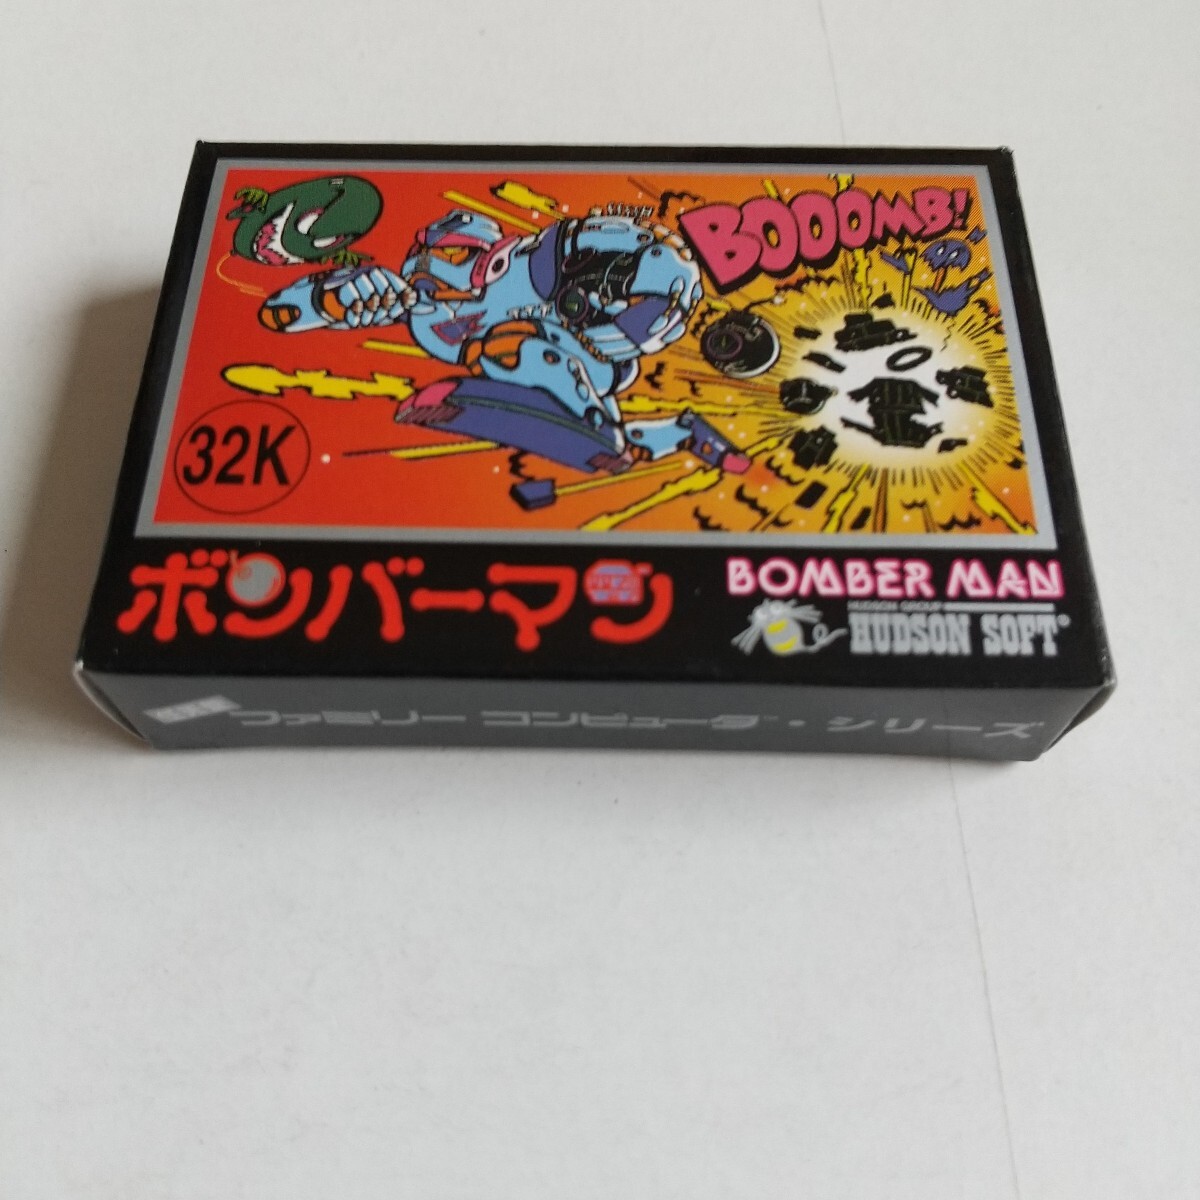 BOOOMB!
32K
ボンバーマン
BOMBER MAN
HUDSON GROUP
HUDSON SOFT
ファミリー コンピュータ・シリーズ